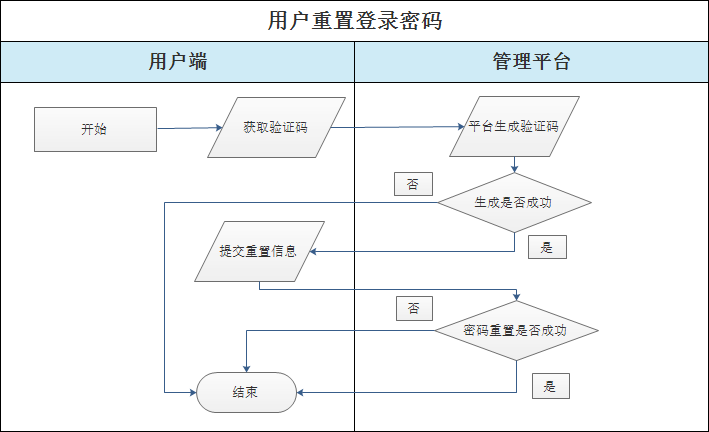 用户重置登录密码
用户端
管理平台
开始
获取验证码
平台生成验证码
否
生成是否成功
是
提交重置信息
否
密码重置是否成功
是
结束